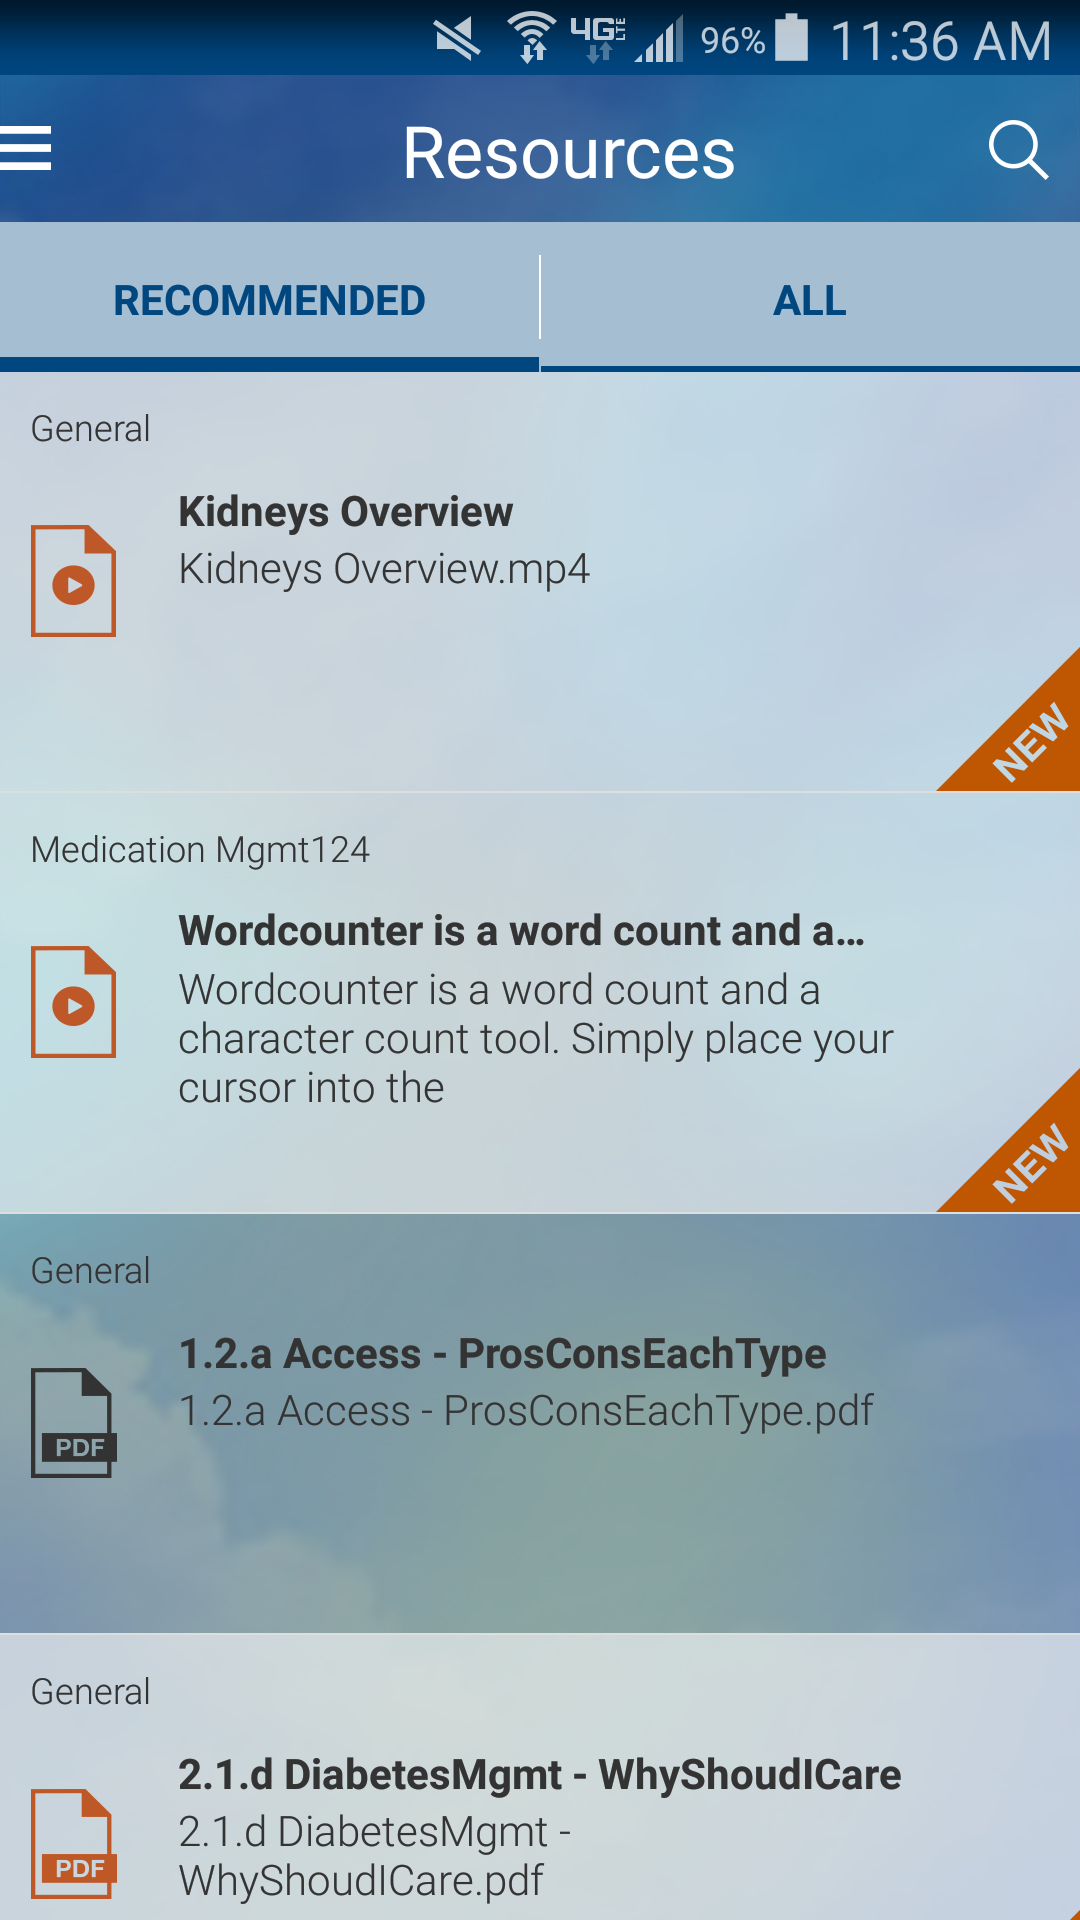 4G LTE 96% 11:36 AM
Resources
RECOMMENDED ALL
General
Kidneys Overview
Kidneys Overview.mp4
NEW
Medication Mgmt124
Wordcounter is a word count and a...
Wordcounter is a word count and a
character count tool. Simply place your
cursor into the
NEW
General
1.2.a Access - ProsConsEachType
1.2.a Access - ProsConsEachType.pdf
PDF
General
2.1.d DiabetesMgmt - WhyShoudICare
2.1.d DiabetesMgmt -
WhyShoudICare.pdf
PDF